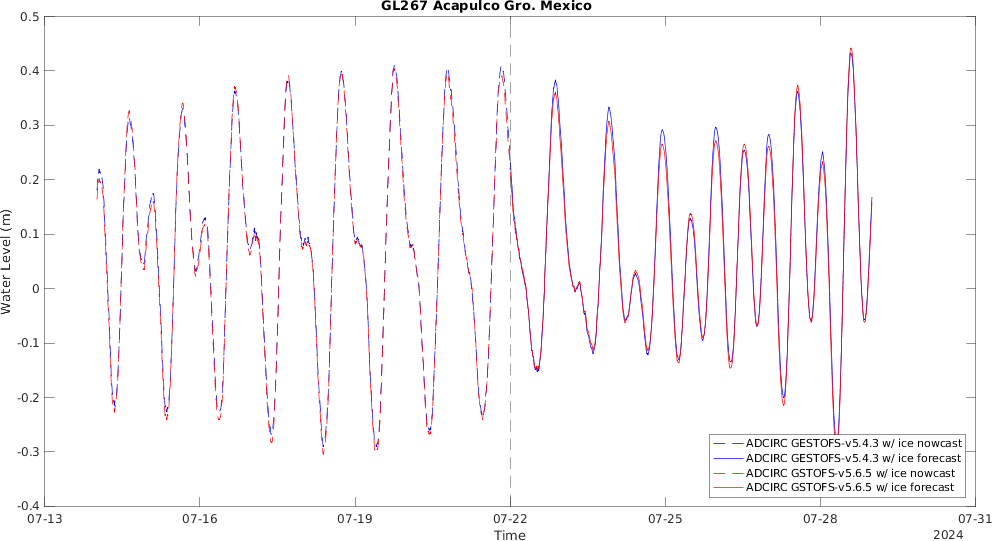 GL267 Acapulco Gro. Mexico
0.5
0.4
0.3
0.2
0.1
0
-0.1
-0.2
-0.3
-0.4
Water Level (m)
07-13
07-16
07-19
07-22
07-25
07-28
07-31
Time
2024
ADCIRC GESTOFS-v5.4.3 w/ ice nowcast
ADCIRC GESTOFS-v5.4.3 w/ ice forecast
ADCIRC GSTOFS-v5.6.5 w/ ice nowcast
ADCIRC GSTOFS-v5.6.5 w/ ice forecast